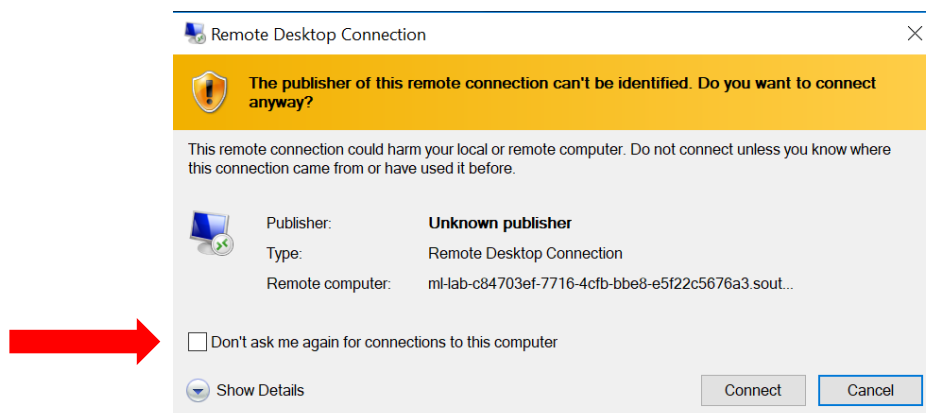 Remote Desktop Connection
The publisher of this remote connection can't be identified. Do you want to connect
anyway?
This remote connection could harm your local or remote computer. Do not connect unless you know where
this connection came from or have used it before.
Publisher: Unknown publisher
Type: Remote Desktop Connection
Remote computer: ml-lab-c84703ef-7716-4cfb-bbe8-e5f22c5676a3.sout...
Don't ask me again for connections to this computer
Show Details Connect Cancel